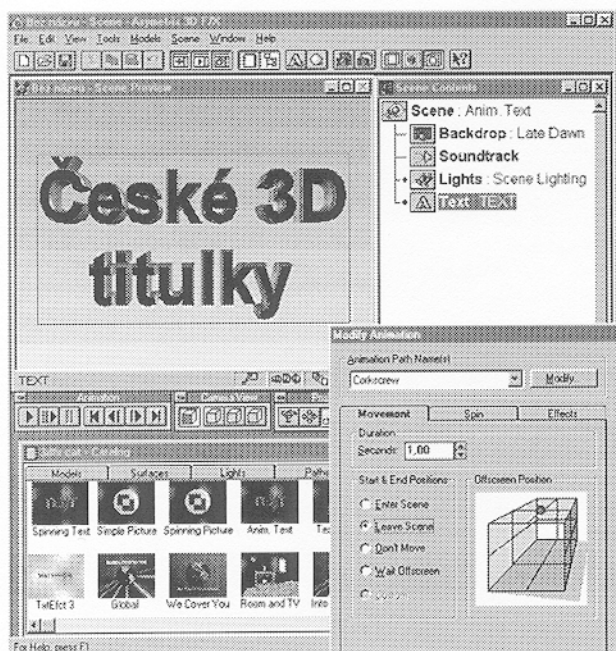 Bez názvu - Scene - Asymetrix 3D F/X
File Edit View Tools Models Scene Window Help
Bez názvu - Scene Preview
České 3D
titulky
TEXT
Scene Contents
Scene : Anim. Text
Backdrop : Late Dawn
Soundtrack
Lights : Scene Lighting
Text : TEXT
Animation
Camera View
Catalog
Models Surfaces Lights
Spinning Text Simple Picture Spinning Picture Anim. Text
TxtEfct 3 Global We Cover You Room and TV
For Help, press F1
Modify Animation
Animation Path Name(s)
Corkscrew Modify...
Movement Spin Effects
Duration
Seconds: 1,00
Start & End Positions
Enter Scene
Leave Scene
Don't Move
Wait Offscreen
Offscreen Position